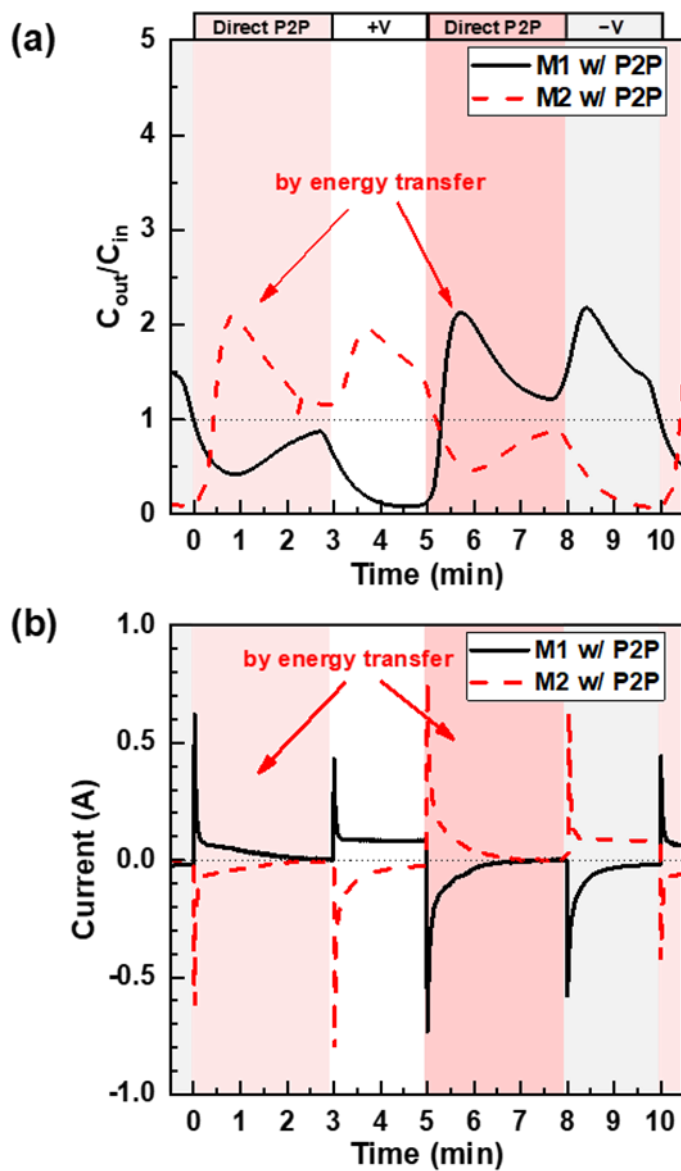 (a)
Direct P2P +V Direct P2P −V
5
4
3
2
1
0
C_out/C_in
M1 w/ P2P
M2 w/ P2P
by energy transfer
0 1 2 3 4 5 6 7 8 9 10
Time (min)
(b)
1.0
0.5
0.0
-0.5
-1.0
Current (A)
M1 w/ P2P
M2 w/ P2P
by energy transfer
0 1 2 3 4 5 6 7 8 9 10
Time (min)